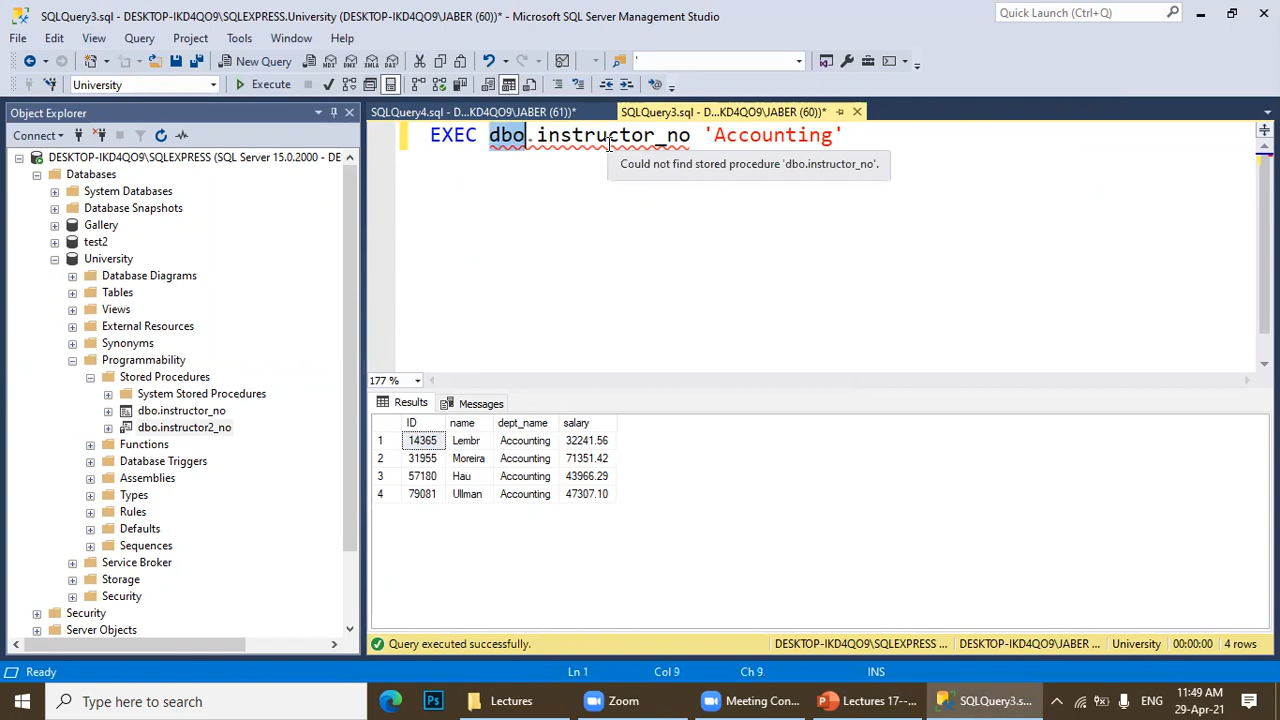 SQLQuery3.sql - DESKTOP-IKD4QO9\SQLEXPRESS.University (DESKTOP-IKD4QO9\JABER (60))* - Microsoft SQL Server Management Studio
Quick Launch (Ctrl+Q)
File Edit View Query Project Tools Window Help
New Query
MDX DMX XMLA DAX
'
University
Execute
Object Explorer
SQLQuery4.sql - D...KD4QO9\JABER (61))*
SQLQuery3.sql - D...KD4QO9\JABER (60))*
Connect
DESKTOP-IKD4QO9\SQLEXPRESS (SQL Server 15.0.2000 - DES
Databases
System Databases
Database Snapshots
Gallery
test2
University
Database Diagrams
Tables
Views
External Resources
Synonyms
Programmability
Stored Procedures
System Stored Procedures
dbo.instructor_no
dbo.instructor2_no
Functions
Database Triggers
Assemblies
Types
Rules
Defaults
Sequences
Service Broker
Storage
Security
Security
Server Objects
EXEC dbo.instructor_no 'Accounting'
Could not find stored procedure 'dbo.instructor_no'.
177 %
Results Messages
ID name dept_name salary
1 14365 Lembr Accounting 32241.56
2 31955 Moreira Accounting 71351.42
3 57180 Hau Accounting 43966.29
4 79081 Ullman Accounting 47307.10
Query executed successfully.
DESKTOP-IKD4QO9\SQLEXPRESS ... DESKTOP-IKD4QO9\JABER ... University 00:00:00 4 rows
Ready Ln 1 Col 9 Ch 9 INS
Type here to search
Ps
Lectures
Zoom
Meeting Con...
Lectures 17--...
SQLQuery3.s...
ENG
11:49 AM
29-Apr-21